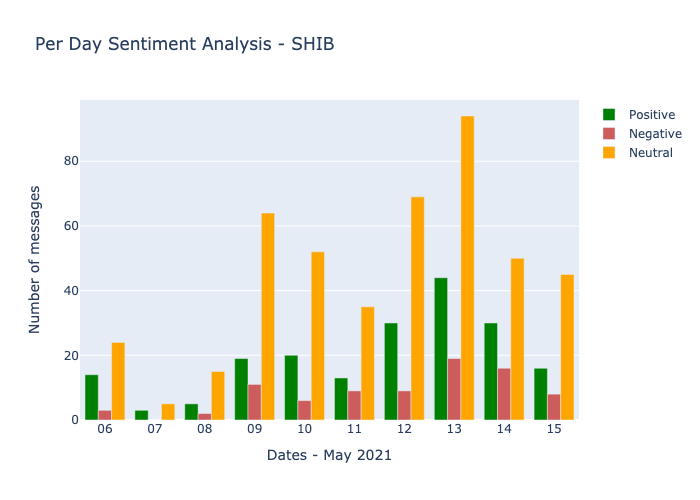 Per Day Sentiment Analysis - SHIB
Positive
Negative
Neutral
Number of messages
80
60
40
20
0
06 07 08 09 10 11 12 13 14 15
Dates - May 2021